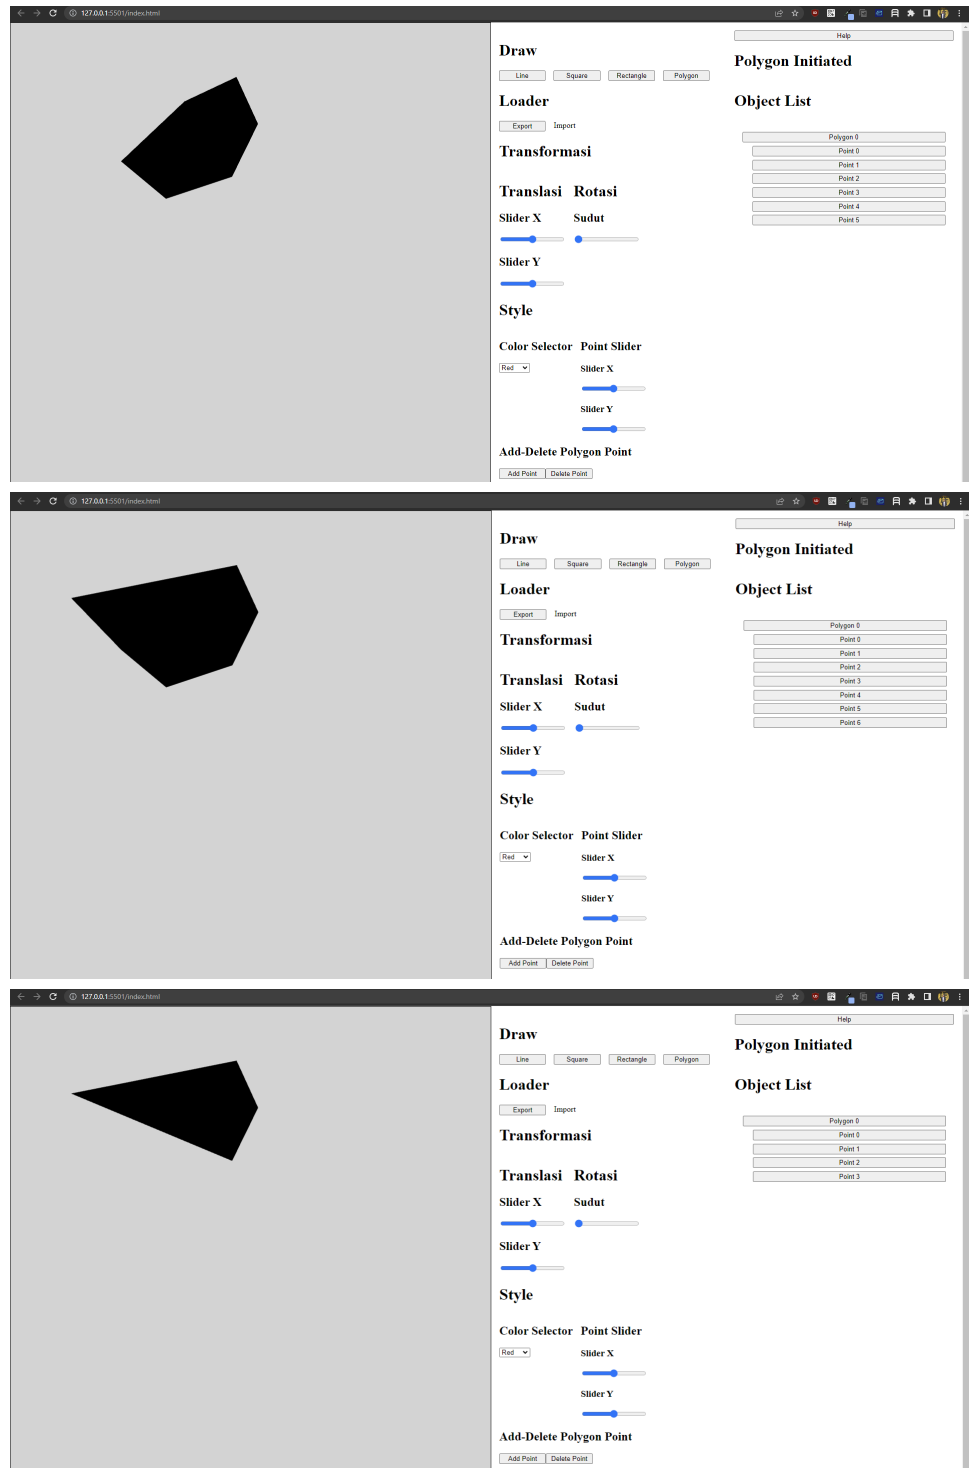 127.0.0.1:5501/index.html
Draw
Line Square Rectangle Polygon
Loader
Export Import
Transformasi
Translasi Rotasi
Slider X Sudut
Slider Y
Style
Color Selector Point Slider
Red Slider X
Slider Y
Add-Delete Polygon Point
Add Point Delete Point
Help
Polygon Initiated
Object List
Polygon 0
Point 0
Point 1
Point 2
Point 3
Point 4
Point 5
127.0.0.1:5501/index.html
Draw
Line Square Rectangle Polygon
Loader
Export Import
Transformasi
Translasi Rotasi
Slider X Sudut
Slider Y
Style
Color Selector Point Slider
Red Slider X
Slider Y
Add-Delete Polygon Point
Add Point Delete Point
Help
Polygon Initiated
Object List
Polygon 0
Point 0
Point 1
Point 2
Point 3
Point 4
Point 5
Point 6
127.0.0.1:5501/index.html
Draw
Line Square Rectangle Polygon
Loader
Export Import
Transformasi
Translasi Rotasi
Slider X Sudut
Slider Y
Style
Color Selector Point Slider
Red Slider X
Slider Y
Add-Delete Polygon Point
Add Point Delete Point
Help
Polygon Initiated
Object List
Polygon 0
Point 0
Point 1
Point 2
Point 3